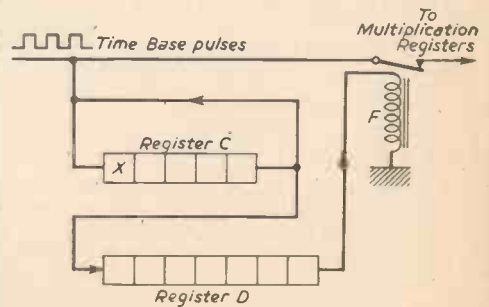 To
Multiplication
Registers
Time Base pulses
F
Register C
X
Register D